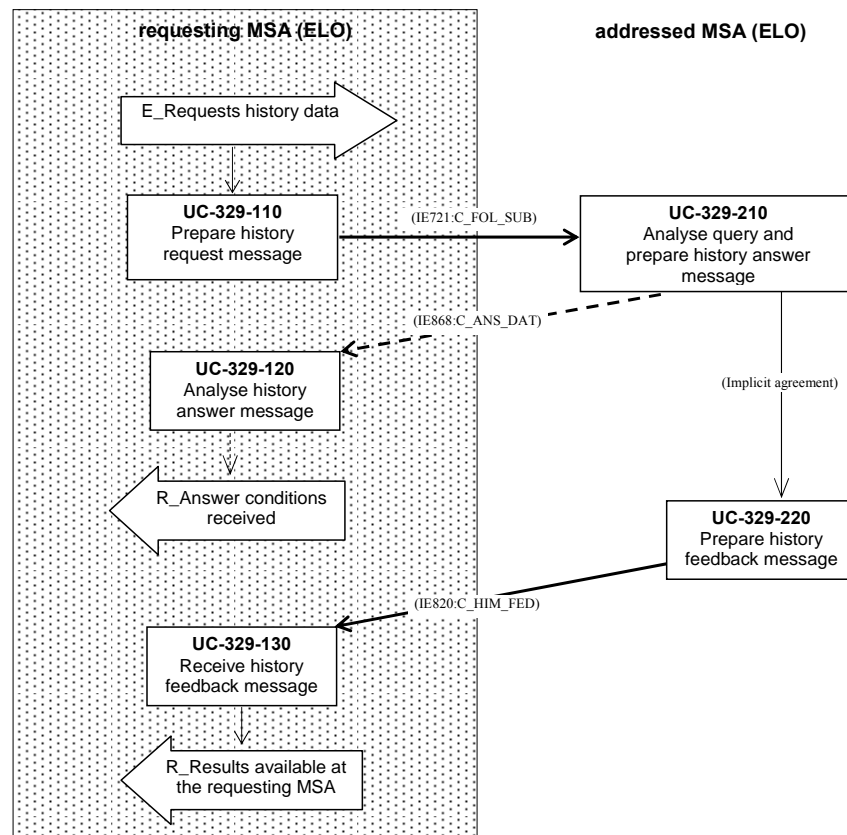 requesting MSA (ELO)
addressed MSA (ELO)
E_Requests history data
UC-329-110
Prepare history
request message
(IE721:C_FOL_SUB)
UC-329-210
Analyse query and
prepare history answer
message
(IE868:C_ANS_DAT)
UC-329-120
Analyse history
answer message
(Implicit agreement)
R_Answer conditions
received
UC-329-220
Prepare history
feedback message
(IE820:C_HIM_FED)
UC-329-130
Receive history
feedback message
R_Results available at
the requesting MSA